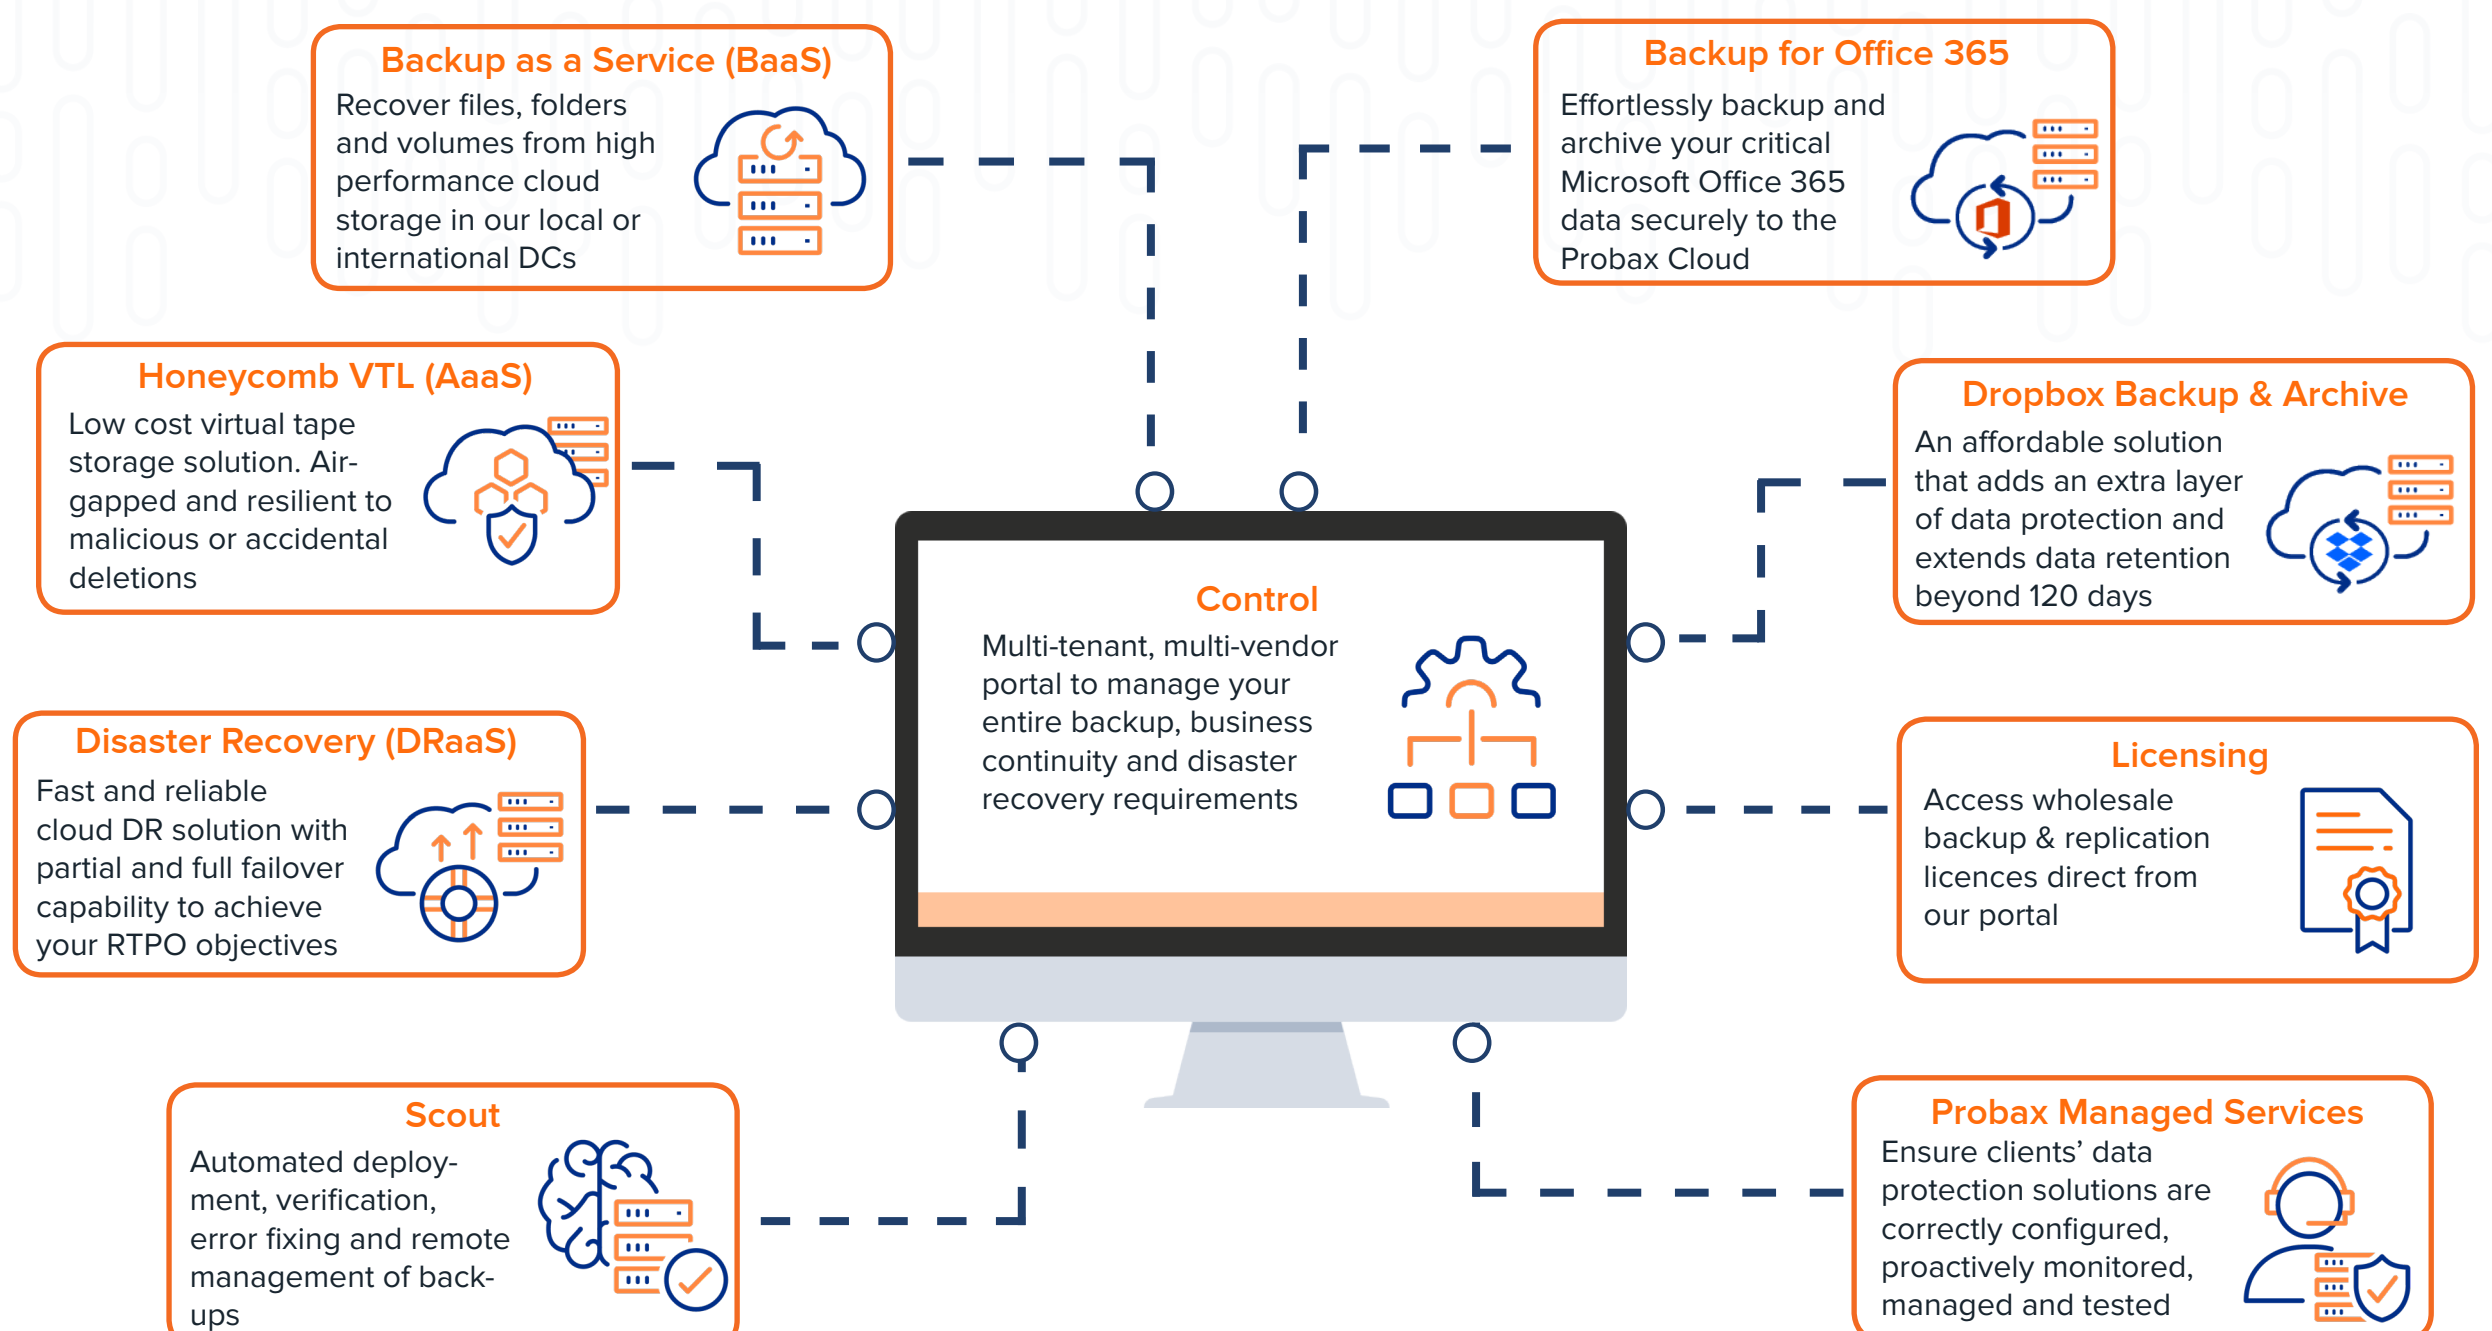 Backup as a Service (BaaS)
Recover files, folders
and volumes from high
performance cloud
storage in our local or
international DCs
Backup for Office 365
Effortlessly backup and
archive your critical
Microsoft Office 365
data securely to the
Probax Cloud
Honeycomb VTL (AaaS)
Low cost virtual tape
storage solution. Air-
gapped and resilient to
malicious or accidental
deletions
Dropbox Backup & Archive
An affordable solution
that adds an extra layer
of data protection and
extends data retention
beyond 120 days
Control
Multi-tenant, multi-vendor
portal to manage your
entire backup, business
continuity and disaster
recovery requirements
Disaster Recovery (DRaaS)
Fast and reliable
cloud DR solution with
partial and full failover
capability to achieve
your RTPO objectives
Licensing
Access wholesale
backup & replication
licences direct from
our portal
Scout
Automated deploy-
ment, verification,
error fixing and remote
management of back-
ups
Probax Managed Services
Ensure clients’ data
protection solutions are
correctly configured,
proactively monitored,
managed and tested